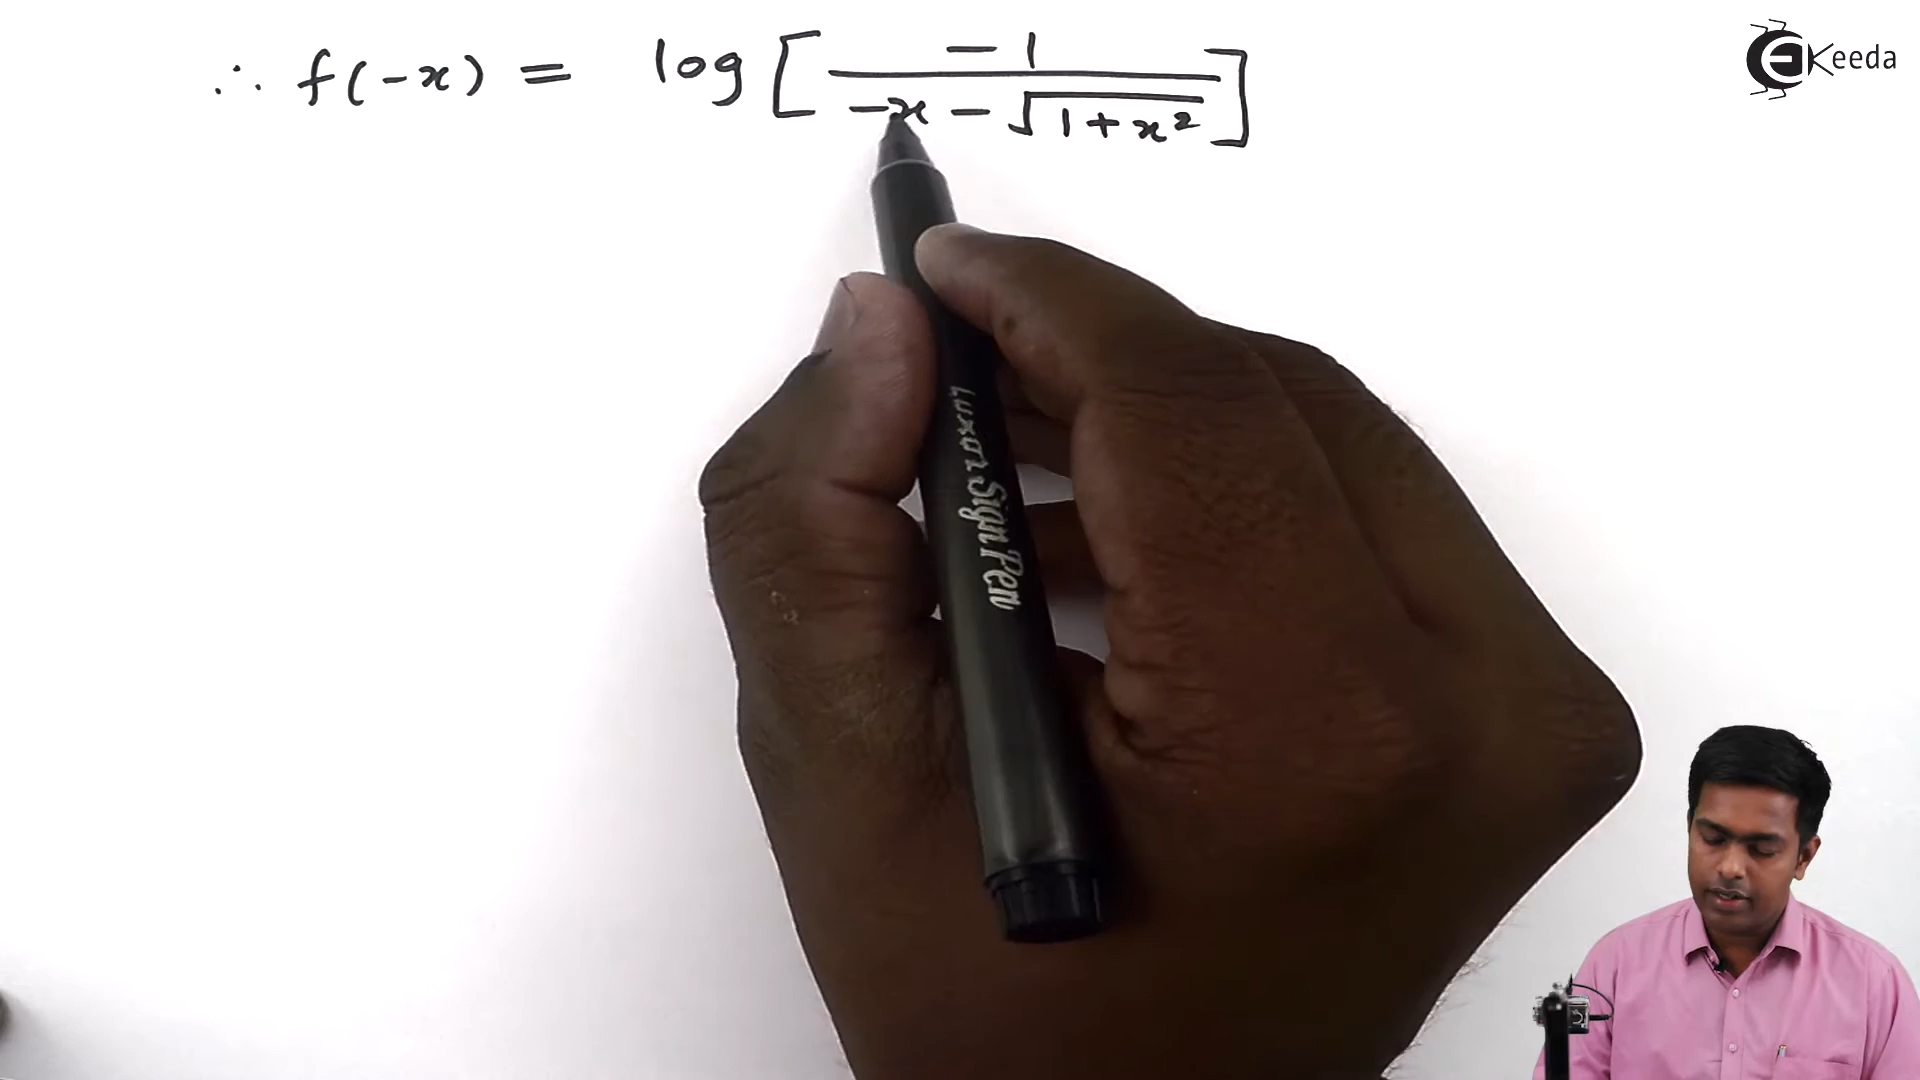 ∴ f(-x) = log [ -1 / -x - √1+x² ]
Keeda
Luxor Sign Pen